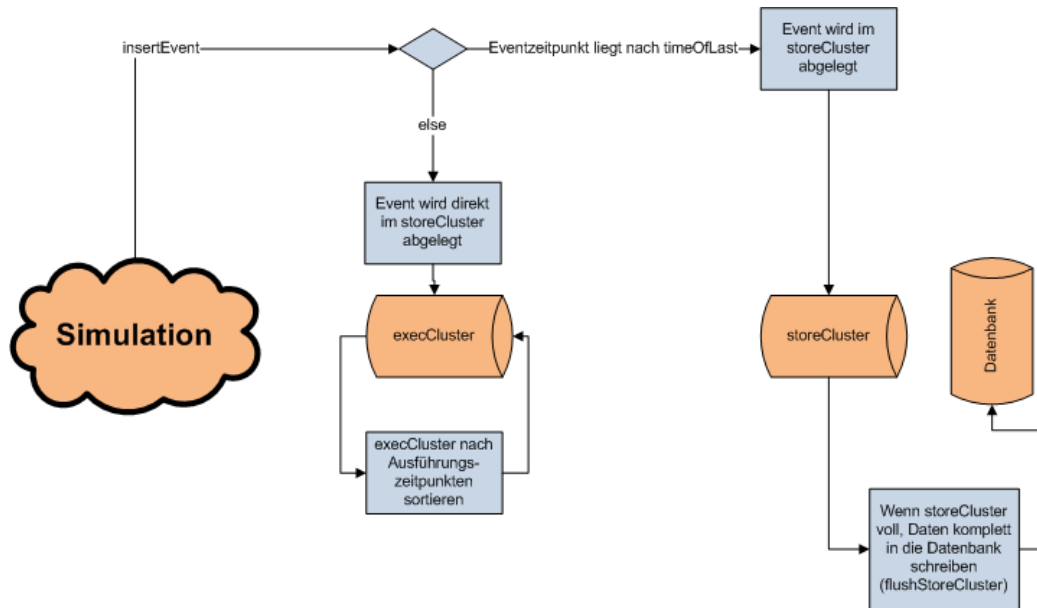 insertEvent
Eventzeitpunkt liegt nach timeOfLast
Event wird im
storeCluster
abgelegt
else
Event wird direkt
im storeCluster
abgelegt
Simulation
execCluster
storeCluster
Datenbank
execCluster nach
Ausführungs-
zeitpunkten
sortieren
Wenn storeCluster
voll, Daten komplett
in die Datenbank
schreiben
(flushStoreCluster)